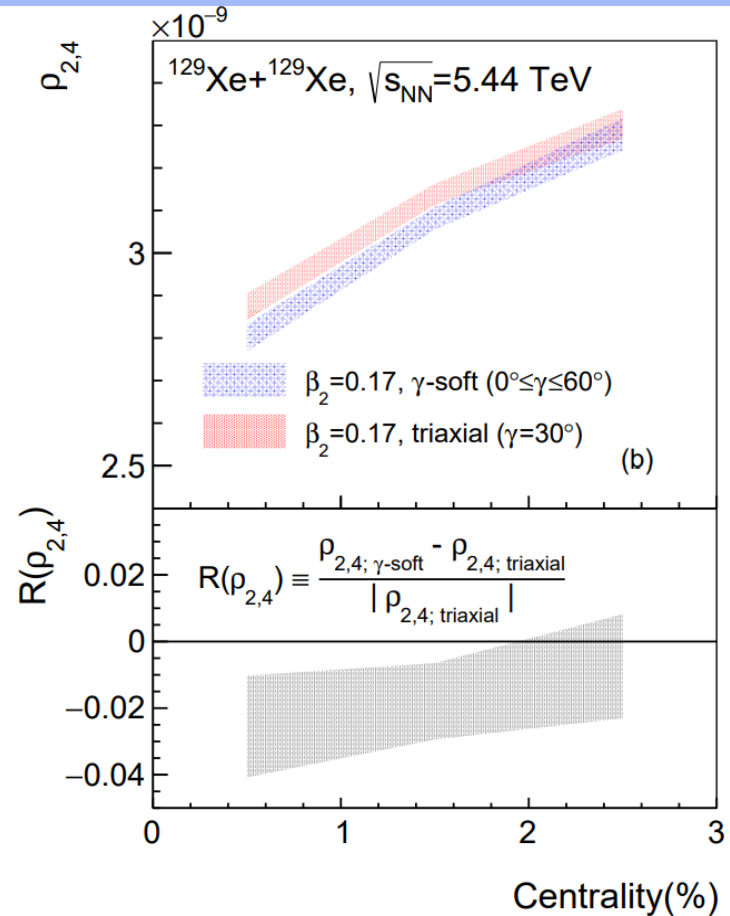 ×10⁻⁹
ρ₂,₄
¹²⁹Xe+¹²⁹Xe, √s_NN=5.44 TeV
3
β₂=0.17, γ-soft (0°≤γ≤60°)
β₂=0.17, triaxial (γ=30°)
2.5
(b)
R(ρ₂,₄)
0.02
R(ρ₂,₄) ≡ ρ₂,₄; γ-soft - ρ₂,₄; triaxial
| ρ₂,₄; triaxial |
0
−0.02
−0.04
0 1 2 3
Centrality(%)